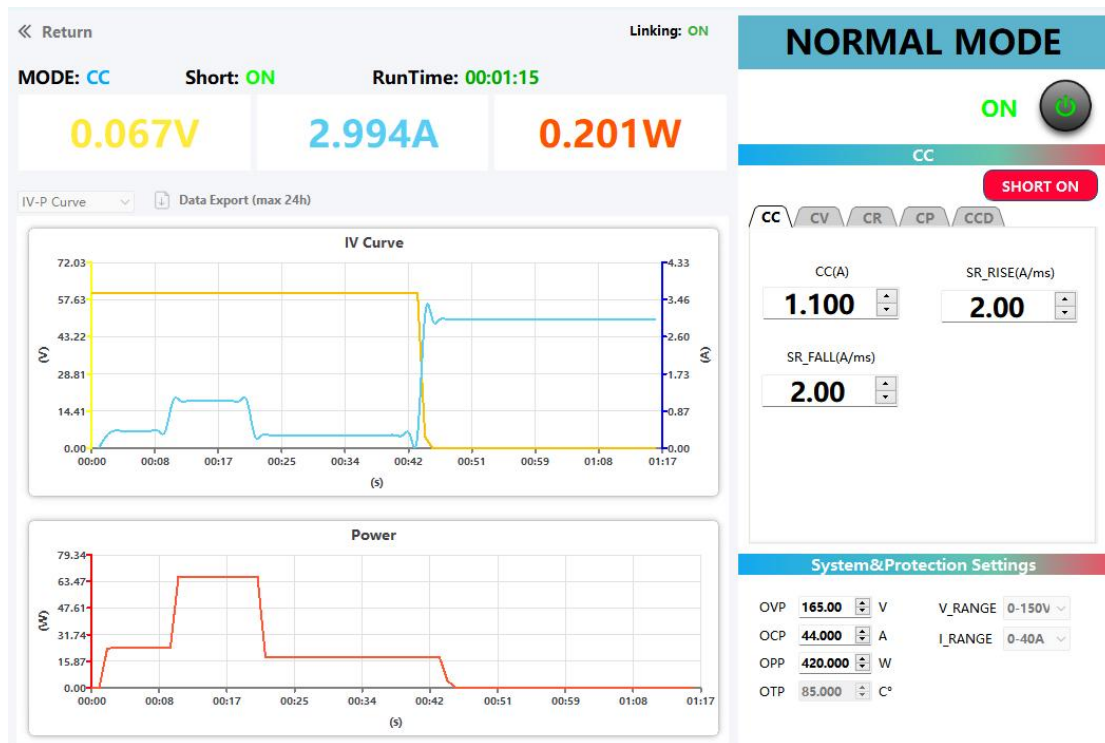 Return
Linking: ON
MODE: CC Short: ON RunTime: 00:01:15
0.067V 2.994A 0.201W
IV-P Curve Data Export (max 24h)
IV Curve
72.03 4.33
57.63 3.46
43.22 2.60
(V) (A)
28.81 1.73
14.41 0.87
0.00 0.00
00:00 00:08 00:17 00:25 00:34 00:42 00:51 00:59 01:08 01:17
(s)
Power
79.34
63.47
47.61
(W)
31.74
15.87
0.00
00:00 00:08 00:17 00:25 00:34 00:42 00:51 00:59 01:08 01:17
(s)
NORMAL MODE
ON
CC
SHORT ON
CC CV CR CP CCD
CC(A) SR_RISE(A/ms)
1.100 2.00
SR_FALL(A/ms)
2.00
System&Protection Settings
OVP 165.00 V V_RANGE 0-150V
OCP 44.000 A I_RANGE 0-40A
OPP 420.000 W
OTP 85.000 C°